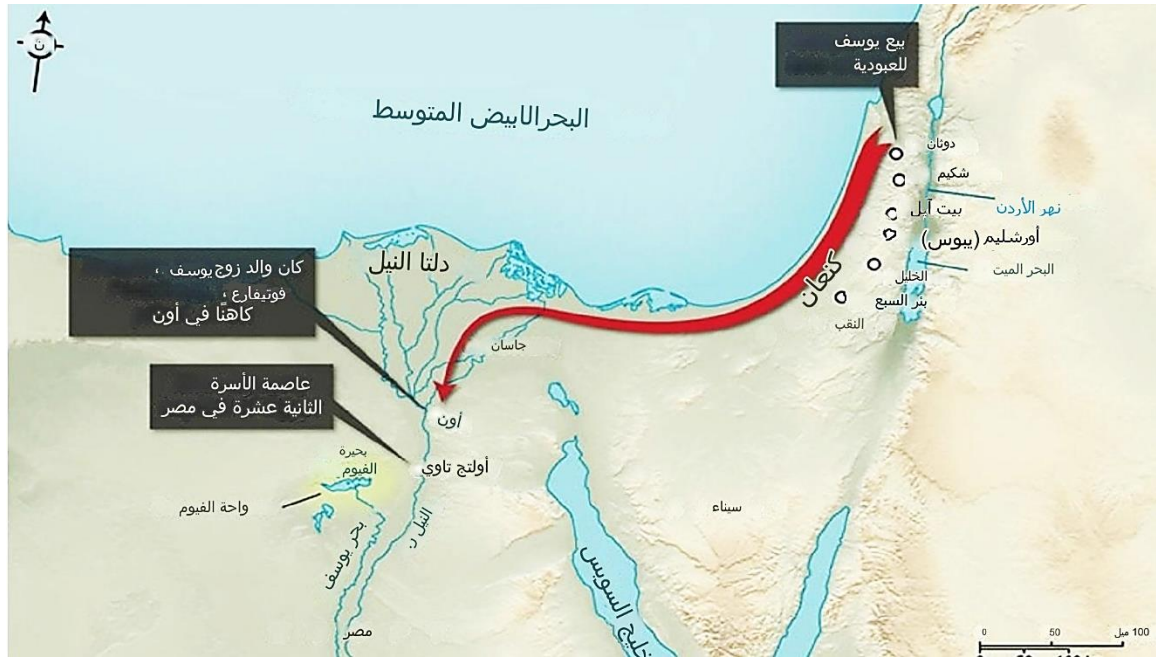 ن
بيع يوسف
للعبودية
البحرالابيض المتوسط
دوثان
شكيم
بيت آيل
نهر الأردن
أورشليم (يبوس)
البحر الميت
الخليل
بئر السبع
النقب
كنعان
دلتا النيل
كان والد زوج يوسف ،
فوتيفارع ،
كاهنًا في أون
جاسان
عاصمة الأسرة
الثانية عشرة في مصر
أون
أولتج تاوي
بحيرة
الفيوم
واحة الفيوم
النيل ر.
بحر يوسف
مصر
سيناء
خليج السويس
0 50 100 ميل